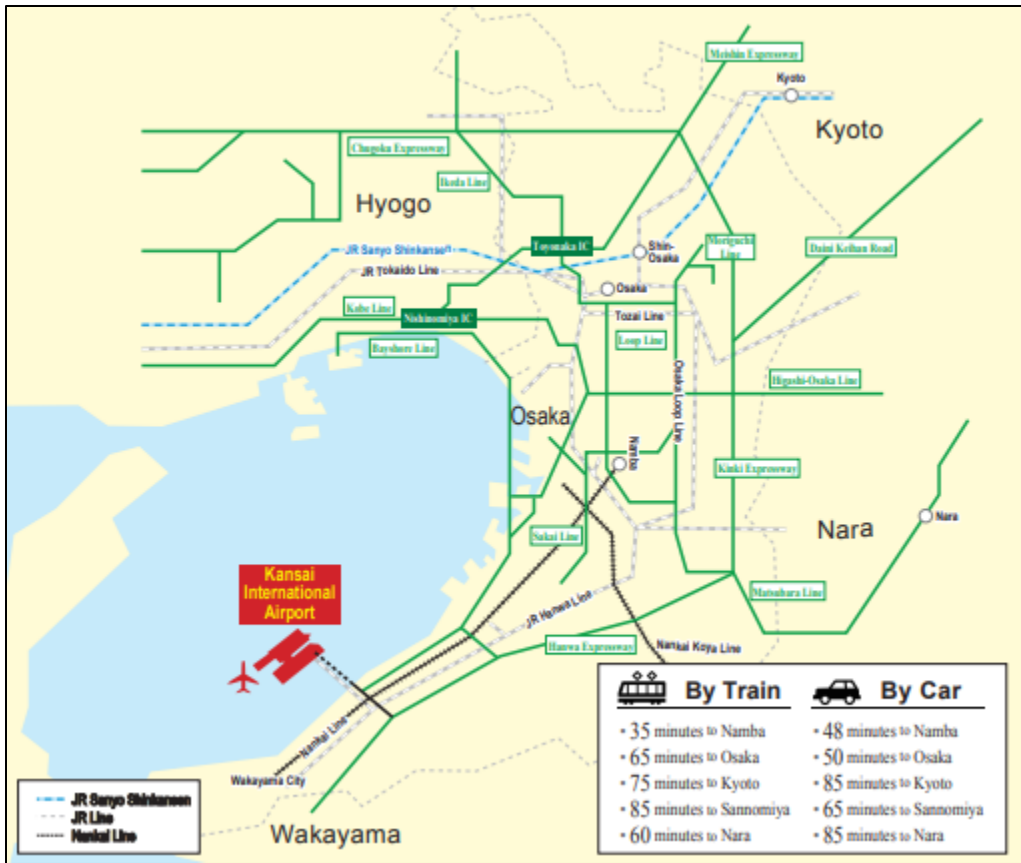 Meishin Expressway
Kyoto
Kyoto
Chugoku Expressway
Ikeda Line
Hyogo
Toyonaka IC
Shin-
Osaka
Moriguchi
Line
Daini Keihan Road
JR Sanyo Shinkansen
JR Tokaido Line
Osaka
Kobe Line
Nishinomiya IC
Tozai Line
Bayshore Line
Loop Line
Osaka Loop Line
Higashi-Osaka Line
Osaka
Namba
Kinki Expressway
Nara
Nara
Sakai Line
Kansai
International
Airport
Matsubara Line
JR Hanwa Line
Hanwa Expressway
Nankai Koya Line
Nankai Line
Wakayama City
Wakayama
JR Sanyo Shinkansen
JR Line
Nankai Line
By Train
• 35 minutes to Namba
• 65 minutes to Osaka
• 75 minutes to Kyoto
• 85 minutes to Sannomiya
• 60 minutes to Nara
By Car
• 48 minutes to Namba
• 50 minutes to Osaka
• 85 minutes to Kyoto
• 65 minutes to Sannomiya
• 85 minutes to Nara